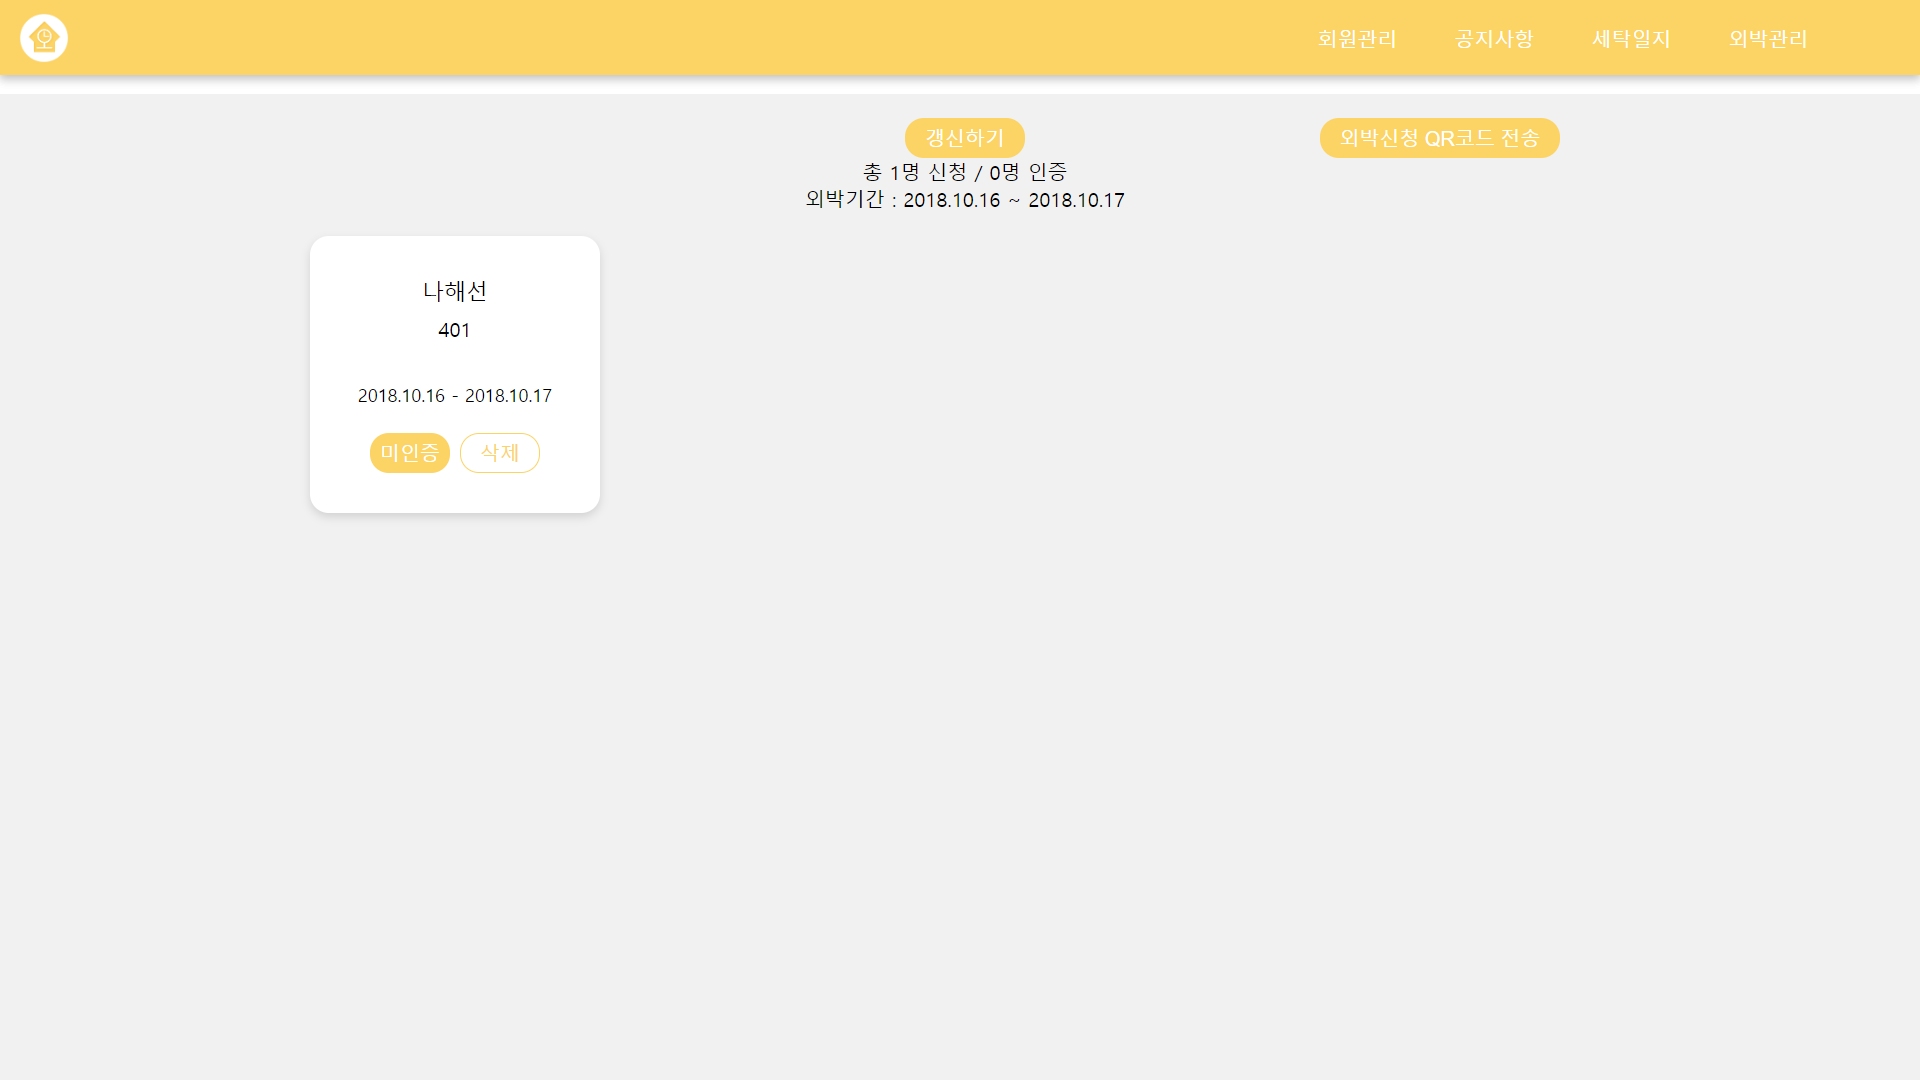 회원관리 공지사항 세탁일지 외박관리
갱신하기 외박신청 QR코드 전송
총 1명 신청 / 0명 인증
외박기간 : 2018.10.16 ~ 2018.10.17
나해선
401
2018.10.16 - 2018.10.17
미인증 삭제